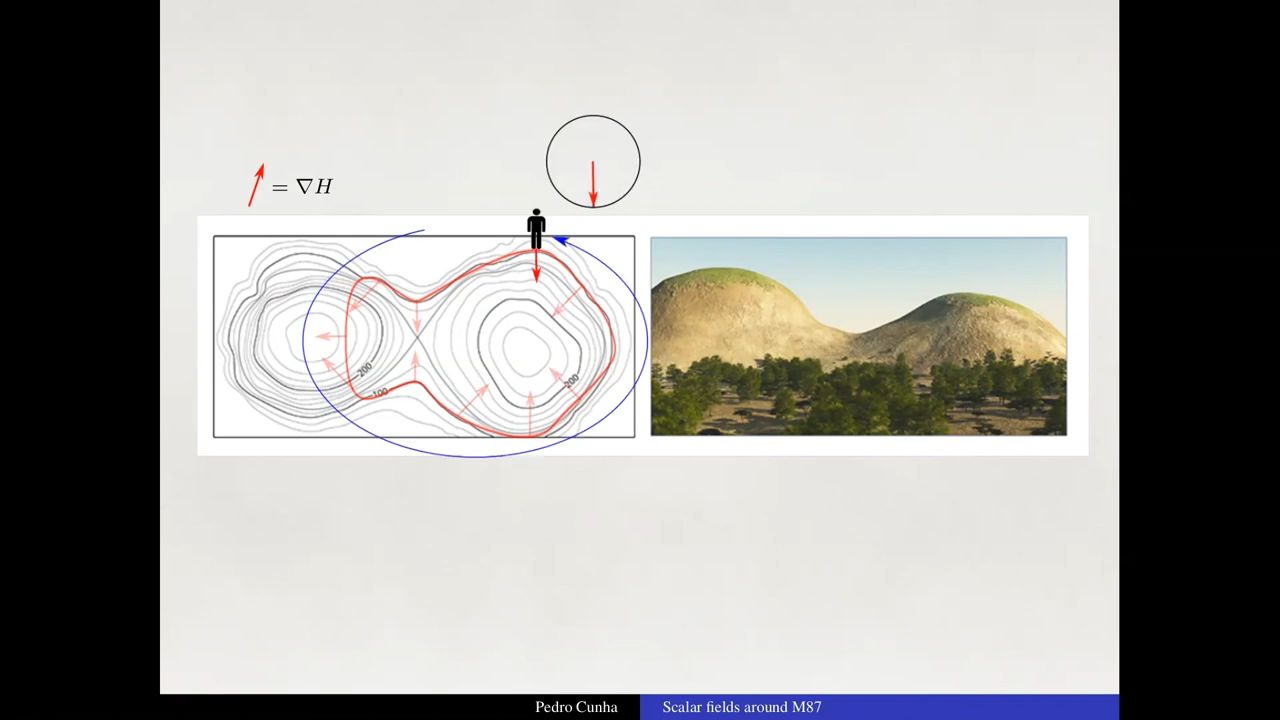 = ∇H
200
100
200
Pedro Cunha
Scalar fields around M87